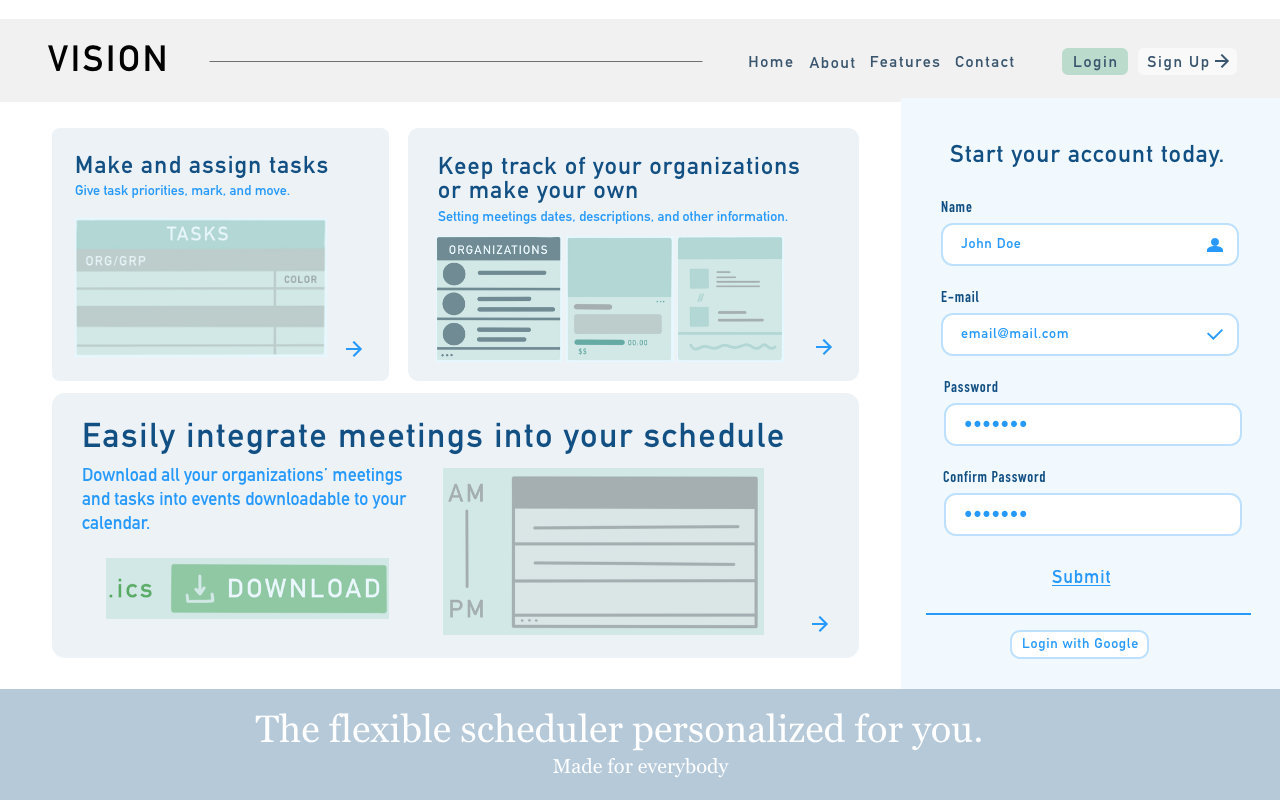 VISION
Home About Features Contact Login Sign Up
Make and assign tasks
Give task priorities, mark, and move.
TASKS
ORG/GRP
COLOR
Keep track of your organizations
or make your own
Setting meetings dates, descriptions, and other information.
ORGANIZATIONS
00.00
$$
//
Easily integrate meetings into your schedule
Download all your organizations’ meetings
and tasks into events downloadable to your
calendar.
.ics DOWNLOAD
AM
PM
Start your account today.
Name
John Doe
E-mail
email@mail.com
Password
•••••••
Confirm Password
•••••••
Submit
Login with Google
The flexible scheduler personalized for you.
Made for everybody